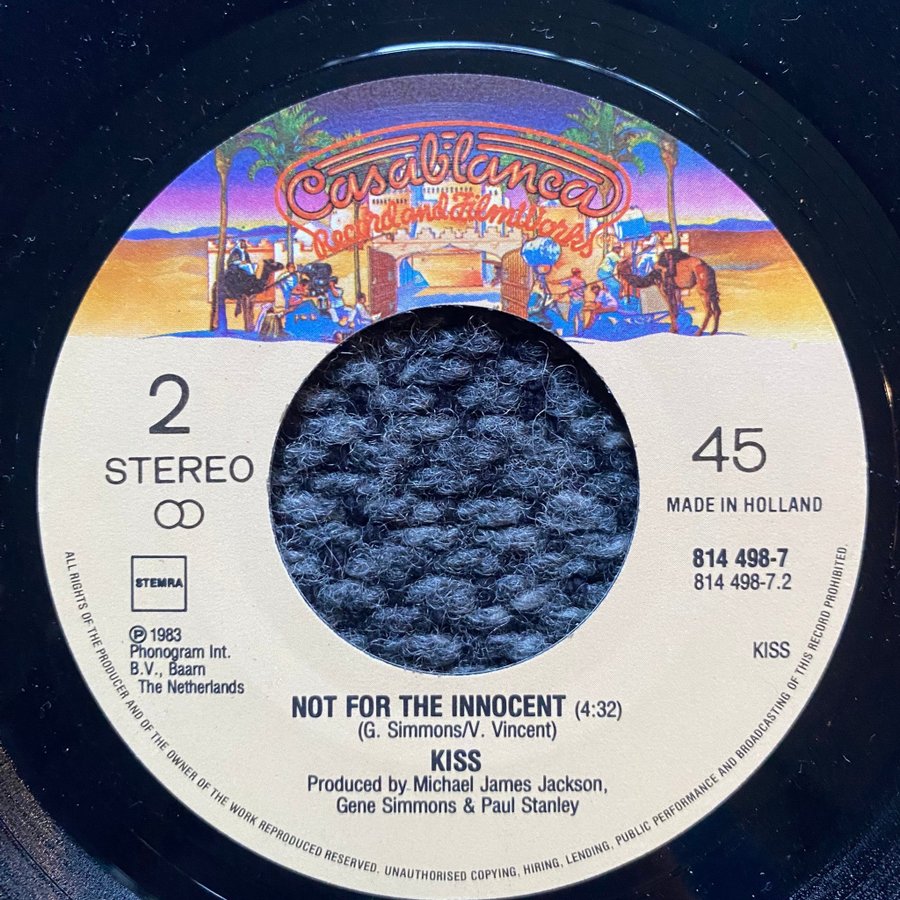 Casablanca
Record and FilmWorks
2
STEREO
45
MADE IN HOLLAND
STEMRA
814 498-7
814 498-7.2
℗ 1983
Phonogram Int.
B.V., Baarn
The Netherlands
KISS
NOT FOR THE INNOCENT (4:32)
(G. Simmons/V. Vincent)
KISS
Produced by Michael James Jackson,
Gene Simmons & Paul Stanley
ALL RIGHTS OF THE PRODUCER AND OF THE OWNER OF THE WORK REPRODUCED RESERVED. UNAUTHORISED COPYING, HIRING, LENDING, PUBLIC PERFORMANCE AND BROADCASTING OF THIS RECORD PROHIBITED.